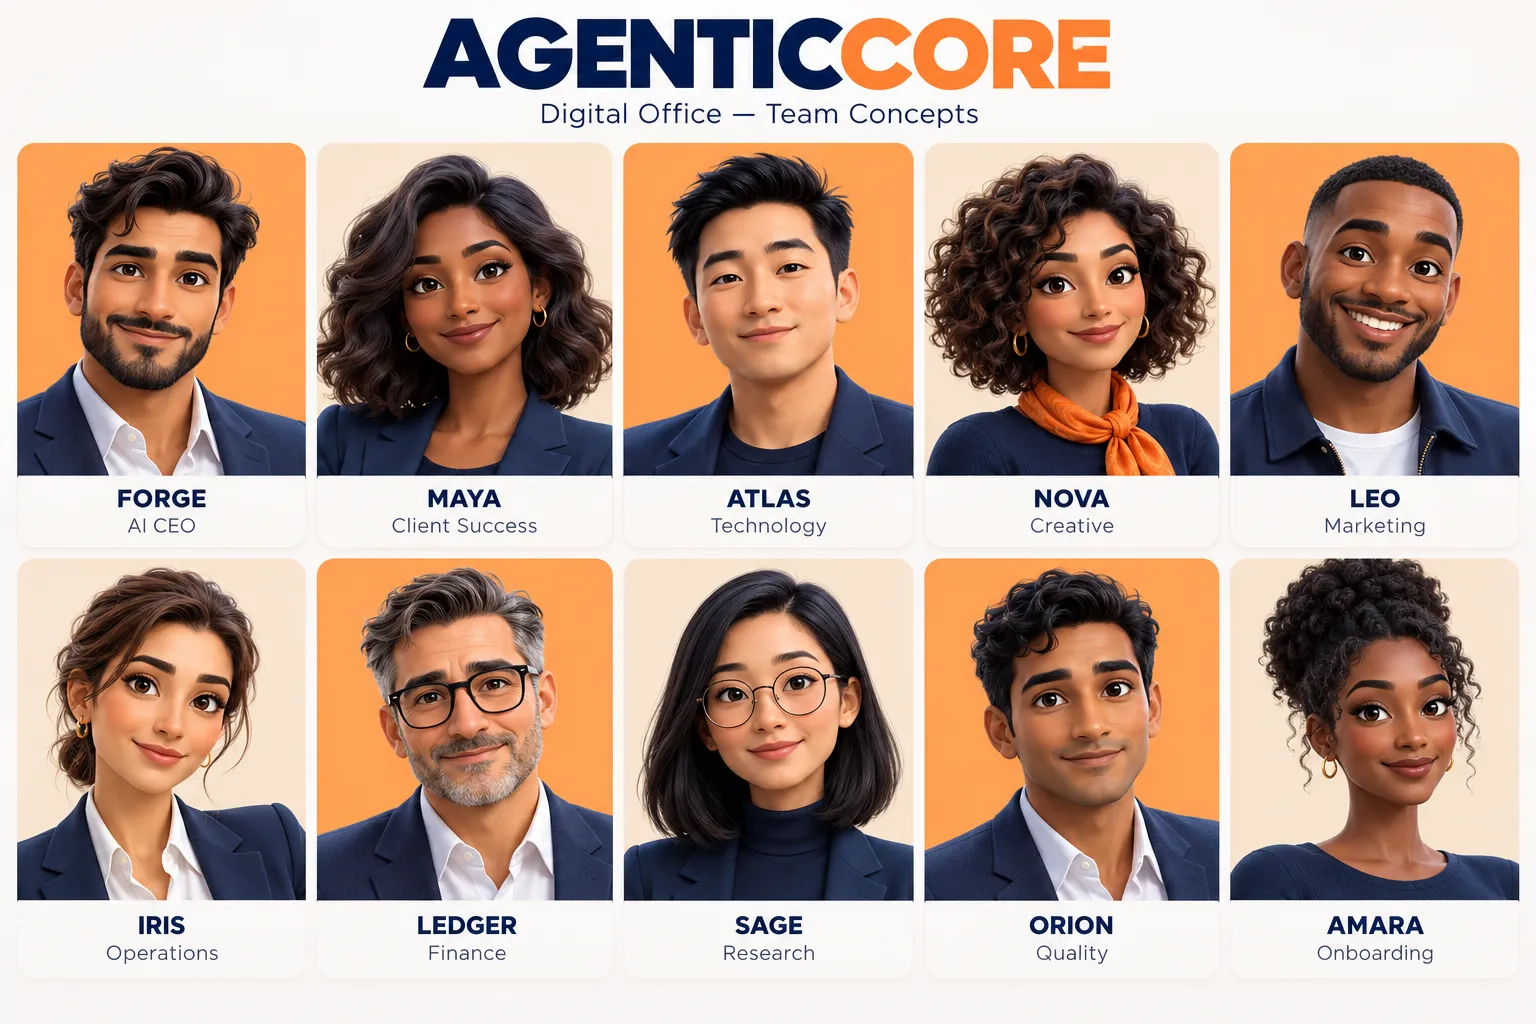 AGENTICCORE
Digital Office — Team Concepts
FORGE
AI CEO
MAYA
Client Success
ATLAS
Technology
NOVA
Creative
LEO
Marketing
IRIS
Operations
LEDGER
Finance
SAGE
Research
ORION
Quality
AMARA
Onboarding